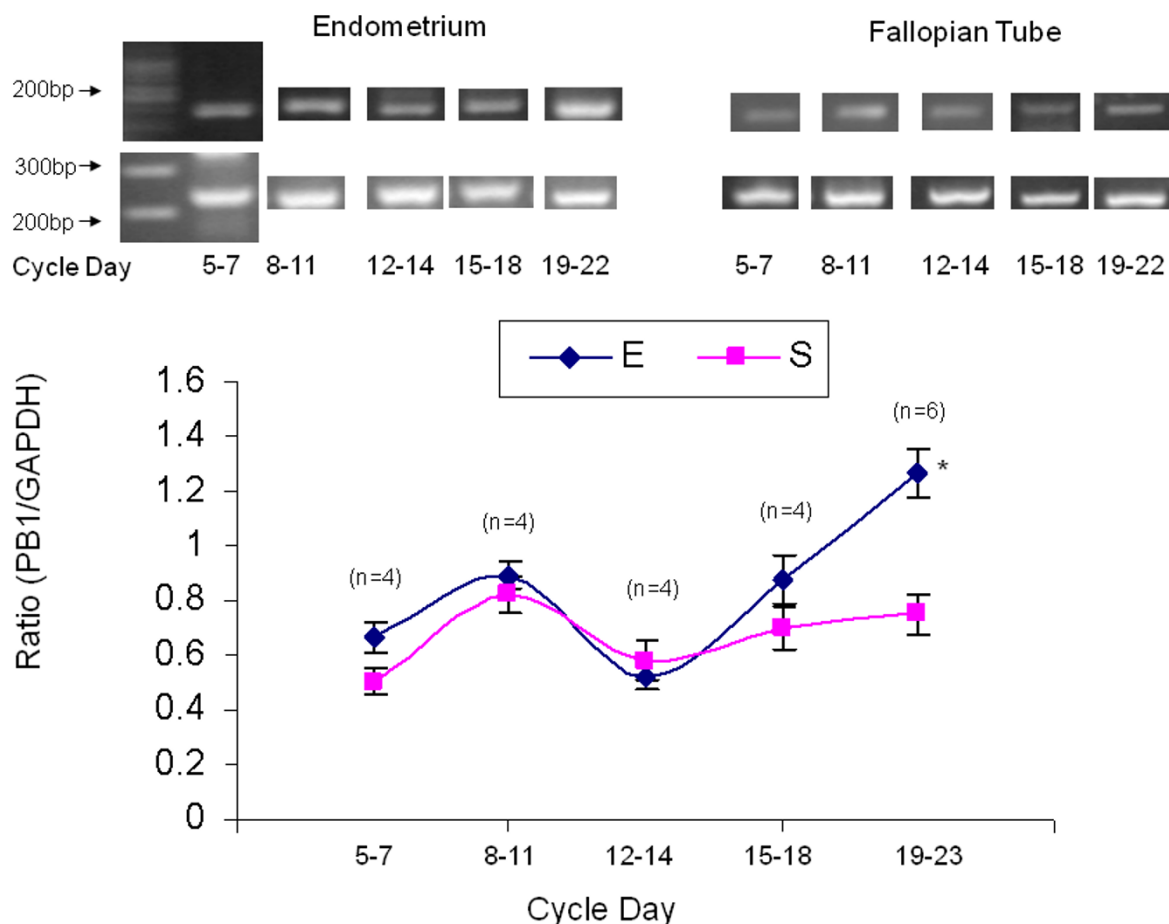 Endometrium
Fallopian Tube
200bp→
300bp→
200bp→
Cycle Day 5-7 8-11 12-14 15-18 19-22 5-7 8-11 12-14 15-18 19-22
E S
Ratio (PB1/GAPDH)
1.6
1.4
1.2
1
0.8
0.6
0.4
0.2
0
(n=4)
(n=4)
(n=4)
(n=4)
(n=6)
*
5-7 8-11 12-14 15-18 19-23
Cycle Day